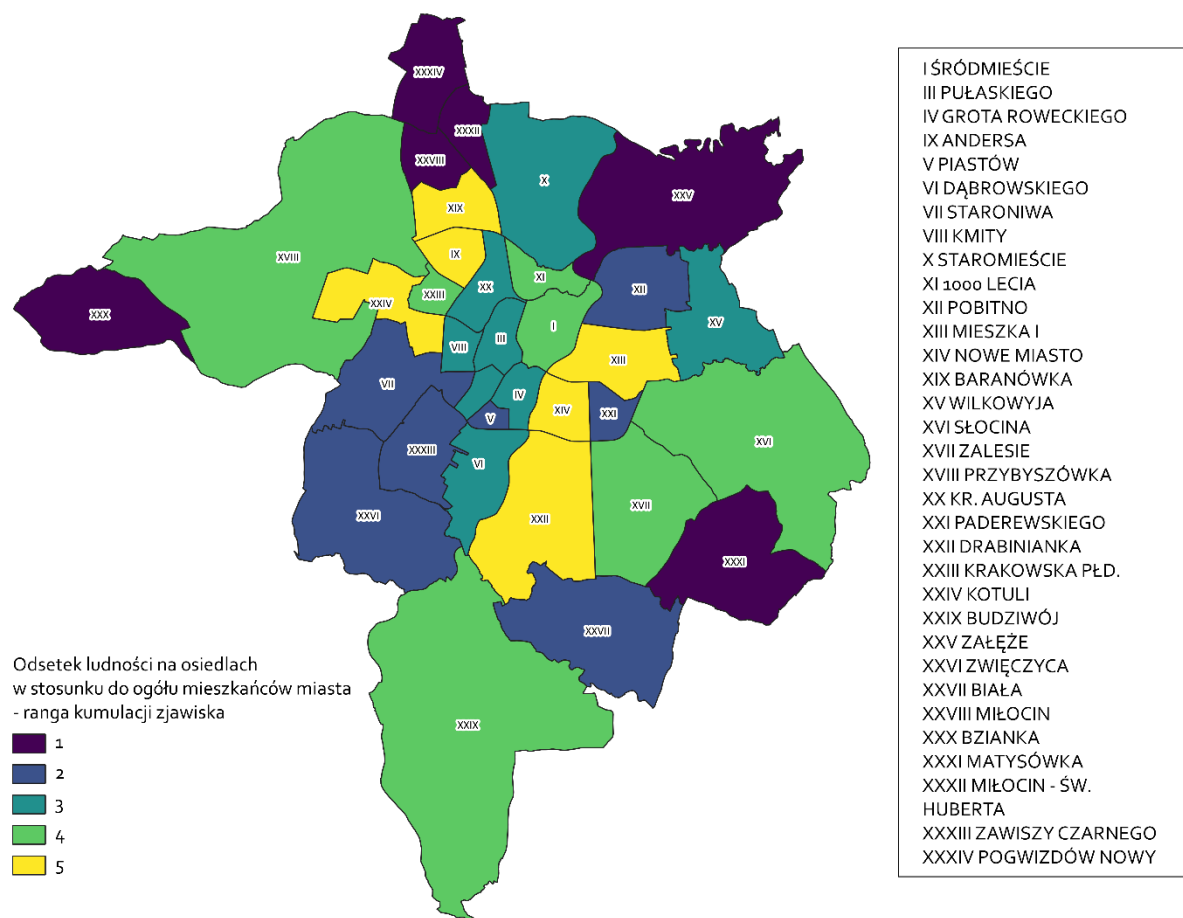 XXXIV
XXXII
XXVIII
X
XXV
XIX
XVIII
IX
XI
XX
XII
XXIV
XXIII
XXX
I
XV
VIII
III
XIII
VII
IV
XIV
XXI
V
XVI
XXXIII
VI
XXVI
XXII
XVII
XXXI
XXVII
XXIX
Odsetek ludności na osiedlach
w stosunku do ogółu mieszkańców miasta
- ranga kumulacji zjawiska
1
2
3
4
5
I ŚRÓDMIEŚCIE
III PUŁASKIEGO
IV GROTA ROWECKIEGO
IX ANDERSA
V PIASTÓW
VI DĄBROWSKIEGO
VII STARONIWA
VIII KMITY
X STAROMIEŚCIE
XI 1000 LECIA
XII POBITNO
XIII MIESZKA I
XIV NOWE MIASTO
XIX BARANÓWKA
XV WILKOWYJA
XVI SŁOCINA
XVII ZALESIE
XVIII PRZYBYSZÓWKA
XX KR. AUGUSTA
XXI PADEREWSKIEGO
XXII DRABINIANKA
XXIII KRAKOWSKA PŁD.
XXIV KOTULI
XXIX BUDZIWÓJ
XXV ZAŁĘŻE
XXVI ZWIĘCZYCA
XXVII BIAŁA
XXVIII MIŁOCIN
XXX BZIANKA
XXXI MATYSÓWKA
XXXII MIŁOCIN - ŚW.
HUBERTA
XXXIII ZAWISZY CZARNEGO
XXXIV POGWIZDÓW NOWY